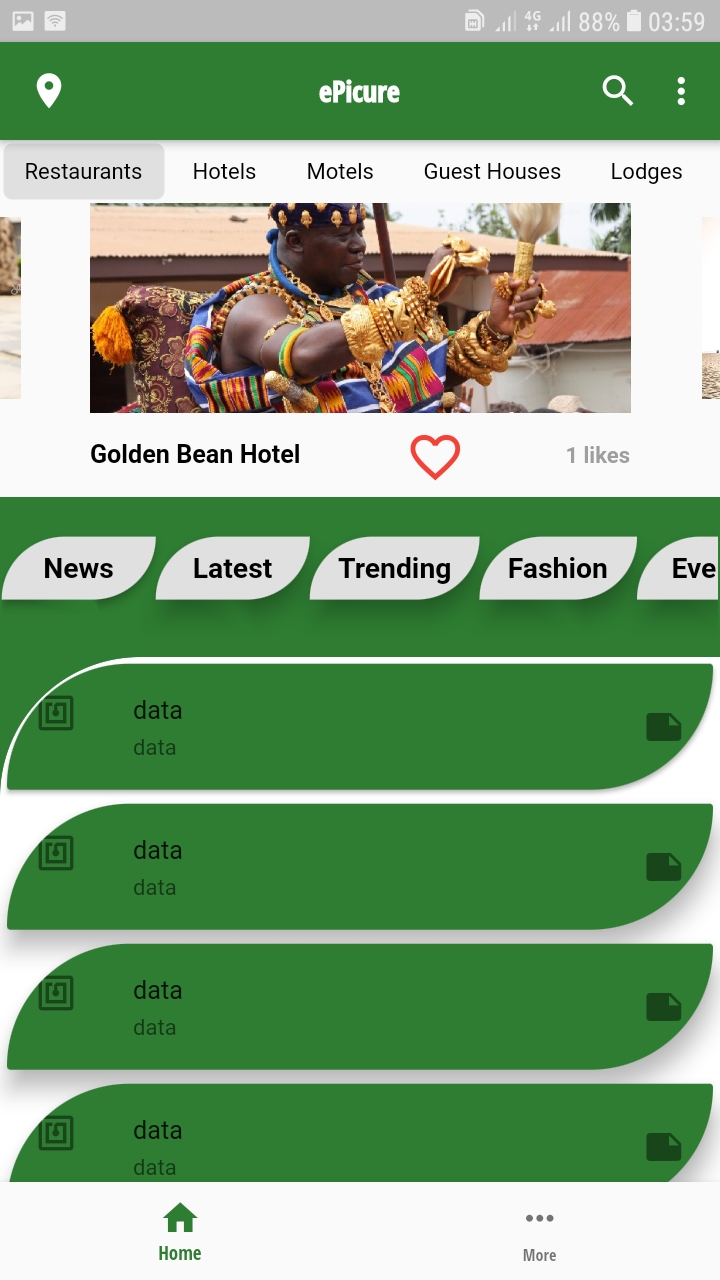 4G 88% 03:59
ePicure
Restaurants Hotels Motels Guest Houses Lodges
Golden Bean Hotel 1 likes
News Latest Trending Fashion Eve
data
data
data
data
data
data
data
data
Home More